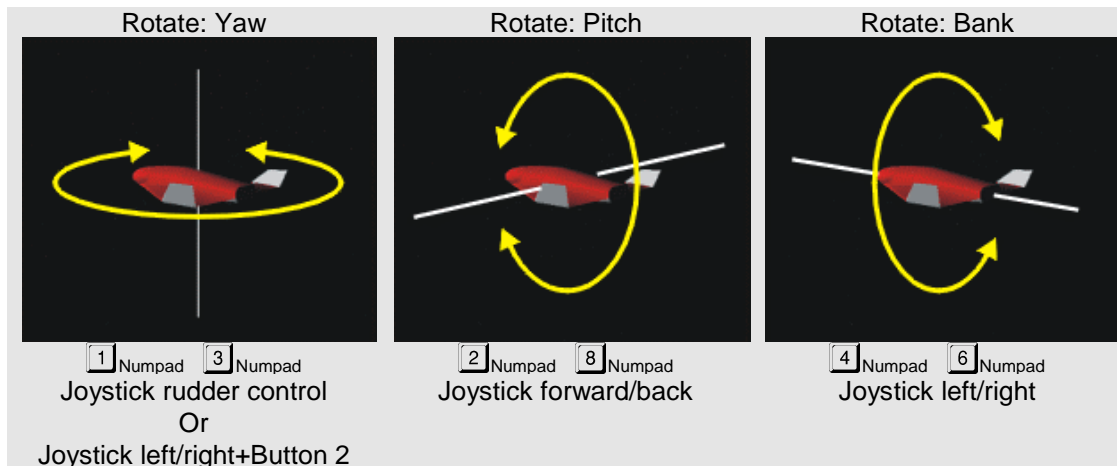 Rotate: Yaw
1 Numpad 3 Numpad
Joystick rudder control
Or
Joystick left/right+Button 2
Rotate: Pitch
2 Numpad 8 Numpad
Joystick forward/back
Rotate: Bank
4 Numpad 6 Numpad
Joystick left/right